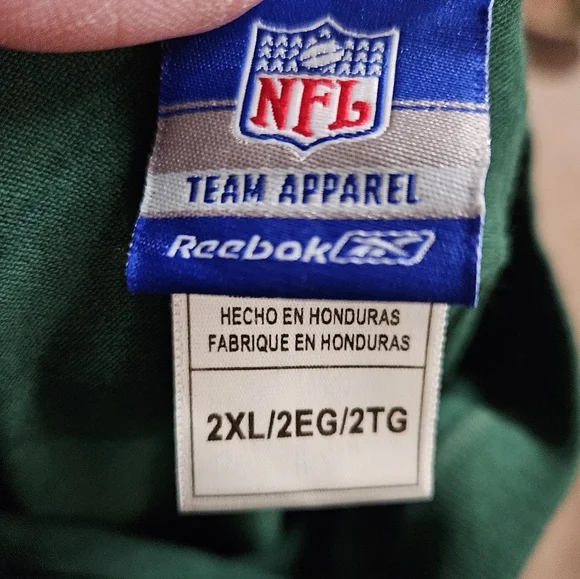 NFL
TEAM APPAREL
Reebok
HECHO EN HONDURAS
FABRIQUE EN HONDURAS
2XL/2EG/2TG